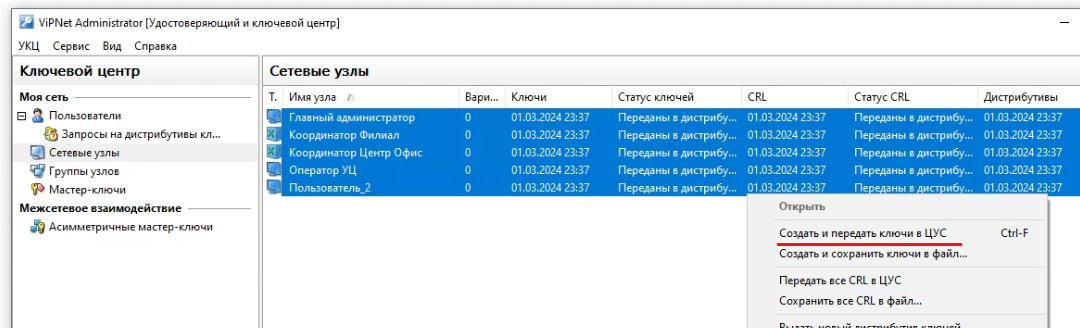 ViPNet Administrator [Удостоверяющий и ключевой центр]
УКЦ Сервис Вид Справка
Ключевой центр
Моя сеть
Пользователи
Запросы на дистрибутивы кл...
Сетевые узлы
Группы узлов
Мастер-ключи
Межсетевое взаимодействие
Асимметричные мастер-ключи
Сетевые узлы
Т. Имя узла Вари... Ключи Статус ключей CRL Статус CRL Дистрибутивы
Главный администратор 0 01.03.2024 23:37 Переданы в дистрибу... 01.03.2024 23:37 Переданы в дистрибу... 01.03.2024 23:37
Координатор Филиал 0 01.03.2024 23:37 Переданы в дистрибу... 01.03.2024 23:37 Переданы в дистрибу... 01.03.2024 23:37
Координатор Центр Офис 0 01.03.2024 23:37 Переданы в дистрибу... 01.03.2024 23:37 Переданы в дистрибу... 01.03.2024 23:37
Оператор УЦ 0 01.03.2024 23:37 Переданы в дистрибу... 01.03.2024 23:37 Переданы в дистрибу... 01.03.2024 23:37
Пользователь_2 0 01.03.2024 23:37 Переданы в дистрибу... 01.03.2024 23:37 Переданы в дистрибу... 01.03.2024 23:37
Открыть
Создать и передать ключи в ЦУС Ctrl-F
Создать и сохранить ключи в файл...
Передать все CRL в ЦУС
Сохранить все CRL в файл...
Выдать новый дистрибутив ключей